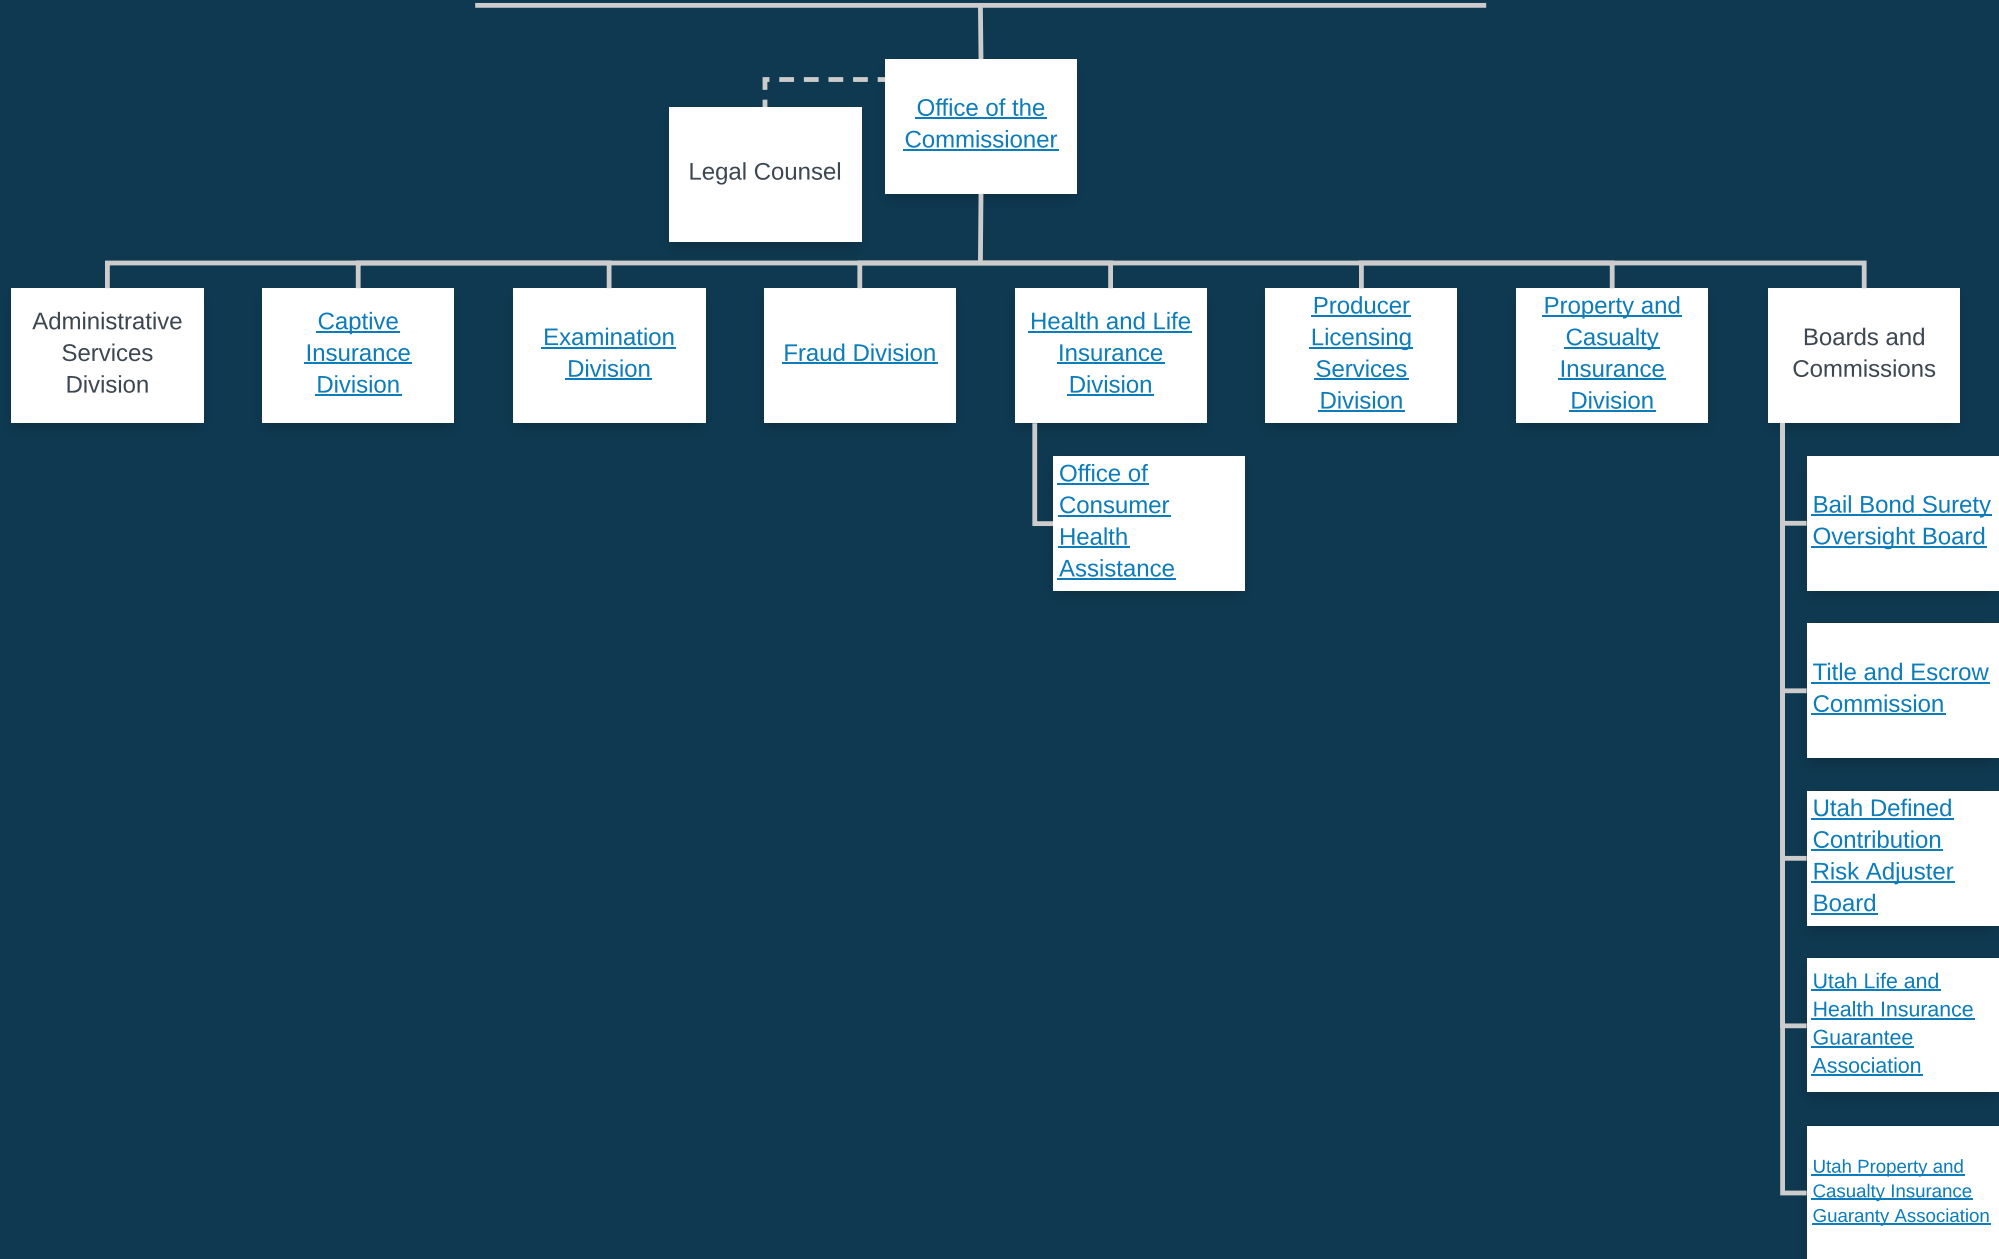 Office of the
Commissioner
Legal Counsel
Administrative
Services
Division
Captive
Insurance
Division
Examination
Division
Fraud Division
Health and Life
Insurance
Division
Producer
Licensing
Services
Division
Property and
Casualty
Insurance
Division
Boards and
Commissions
Office of
Consumer
Health
Assistance
Bail Bond Surety
Oversight Board
Title and Escrow
Commission
Utah Defined
Contribution
Risk Adjuster
Board
Utah Life and
Health Insurance
Guarantee
Association
Utah Property and
Casualty Insurance
Guaranty Association